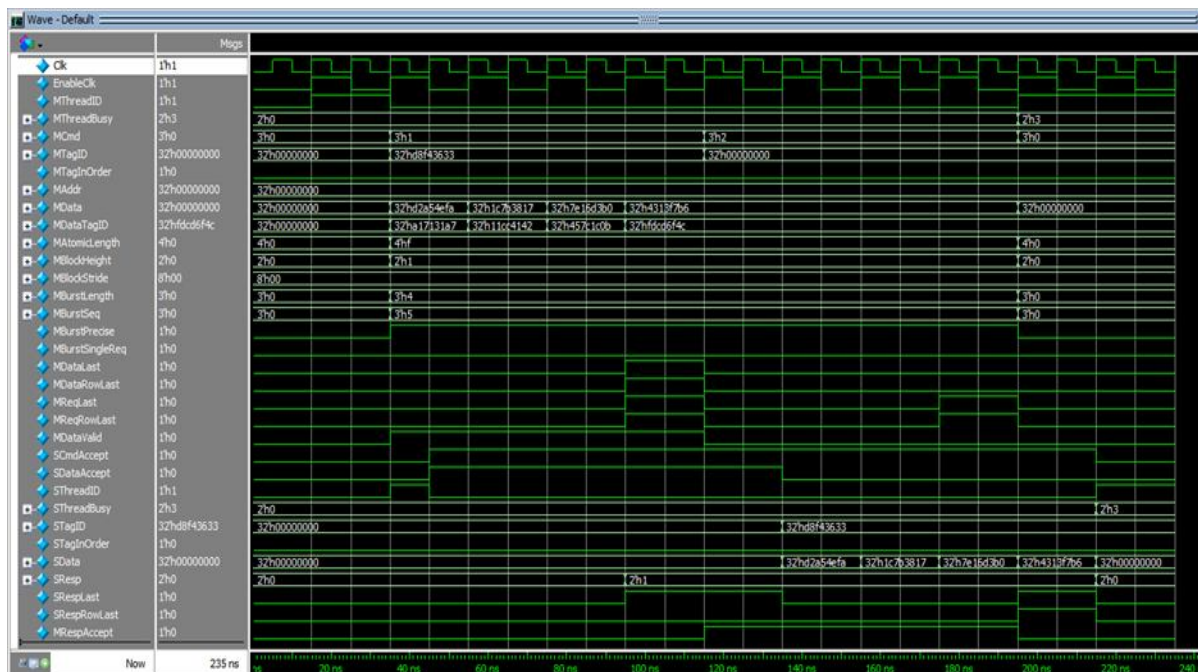 Wave - Default
Msgs
Clk 1'h1
EnableClk 1'h1
MThreadID 1'h1
MThreadBusy 2'h3 2'h0 2'h3
MCmd 3'h0 3'h0 3'h1 3'h2 3'h0
MTagID 32'h00000000 32'h00000000 32'hd8f43633 32'h00000000
MTagInOrder 1'h0
MAddr 32'h00000000 32'h00000000
MData 32'h00000000 32'h00000000 32'hd2a54efa 32'h1c7b3817 32'h7e16d3b0 32'h4313f7b6 32'h00000000
MDataTagID 32'hfdcd6f4c 32'h00000000 32'ha17131a7 32'h11cc4142 32'h457c1c0b 32'hfdcd6f4c
MAtomicLength 4'h0 4'h0 4'hf 4'h0
MBlockHeight 2'h0 2'h0 2'h1 2'h0
MBlockStride 8'h00 8'h00
MBurstLength 3'h0 3'h0 3'h4 3'h0
MBurstSeq 3'h0 3'h0 3'h5 3'h0
MBurstPrecise 1'h0
MBurstSingleReq 1'h0
MDataLast 1'h0
MDataRowLast 1'h0
MReqLast 1'h0
MReqRowLast 1'h0
MDataValid 1'h0
SCmdAccept 1'h0
SDataAccept 1'h0
SThreadID 1'h1
SThreadBusy 2'h3 2'h0 2'h3
STagID 32'hd8f43633 32'h00000000 32'hd8f43633
STagInOrder 1'h0
SData 32'h00000000 32'h00000000 32'hd2a54efa 32'h1c7b3817 32'h7e16d3b0 32'h4313f7b6 32'h00000000
SResp 2'h0 2'h0 2'h1 2'h0
SRespLast 1'h0
SRespRowLast 1'h0
MRespAccept 1'h0
Now 235 ns ns 20 ns 40 ns 60 ns 80 ns 100 ns 120 ns 140 ns 160 ns 180 ns 200 ns 220 ns 240